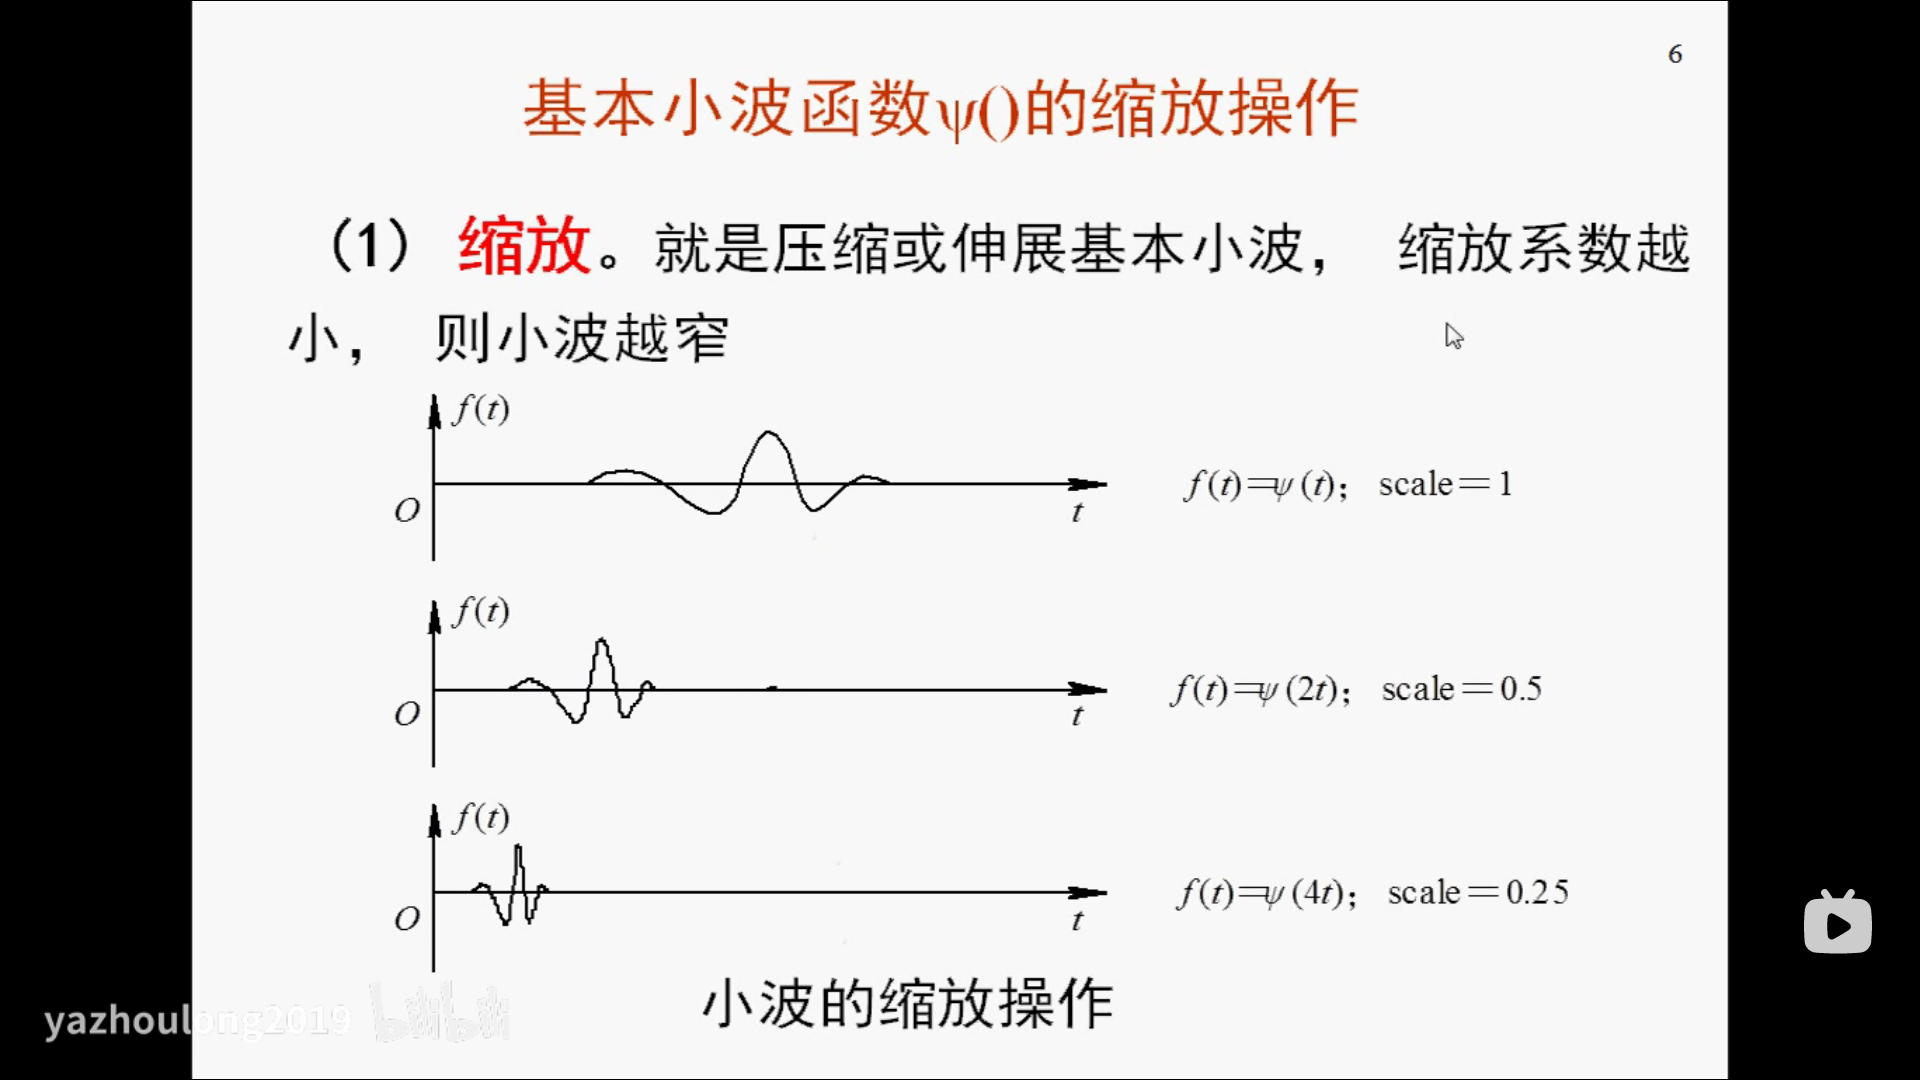 6
基本小波函数ψ()的缩放操作
(1) 缩放。就是压缩或伸展基本小波， 缩放系数越
小， 则小波越窄
f(t)
O
t
f(t)=ψ(t); scale=1
f(t)
O
t
f(t)=ψ(2t); scale=0.5
f(t)
O
t
f(t)=ψ(4t); scale=0.25
小波的缩放操作
yazhoulong2019 bilibili